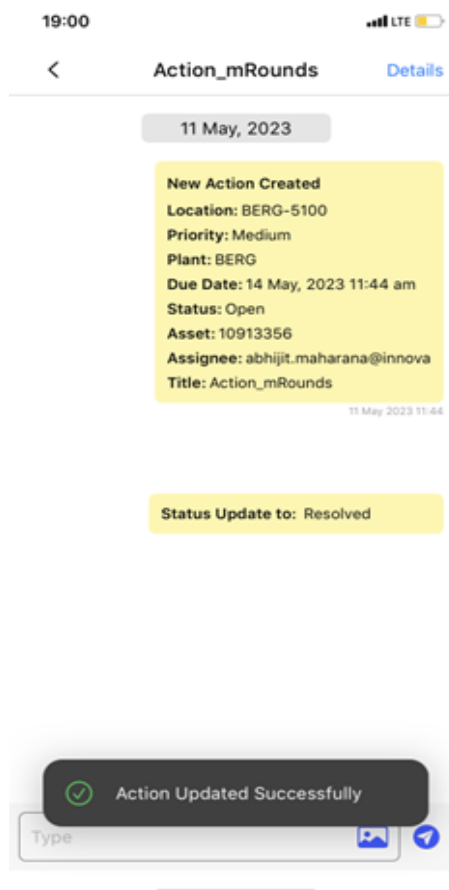 19:00
LTE
Action_mRounds
Details
11 May, 2023
New Action Created
Location: BERG-5100
Priority: Medium
Plant: BERG
Due Date: 14 May, 2023 11:44 am
Status: Open
Asset: 10913356
Assignee: abhijit.maharana@innova
Title: Action_mRounds
11 May 2023 11:44
Status Update to: Resolved
Action Updated Successfully
Type